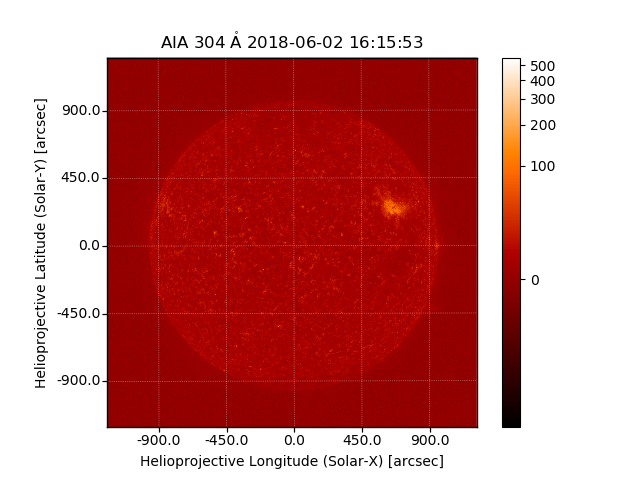 AIA 304 Å 2018-06-02 16:15:53
Helioprojective Latitude (Solar-Y) [arcsec]
900.0
450.0
0.0
-450.0
-900.0
-900.0 -450.0 0.0 450.0 900.0
Helioprojective Longitude (Solar-X) [arcsec]
500
400
300
200
100
0